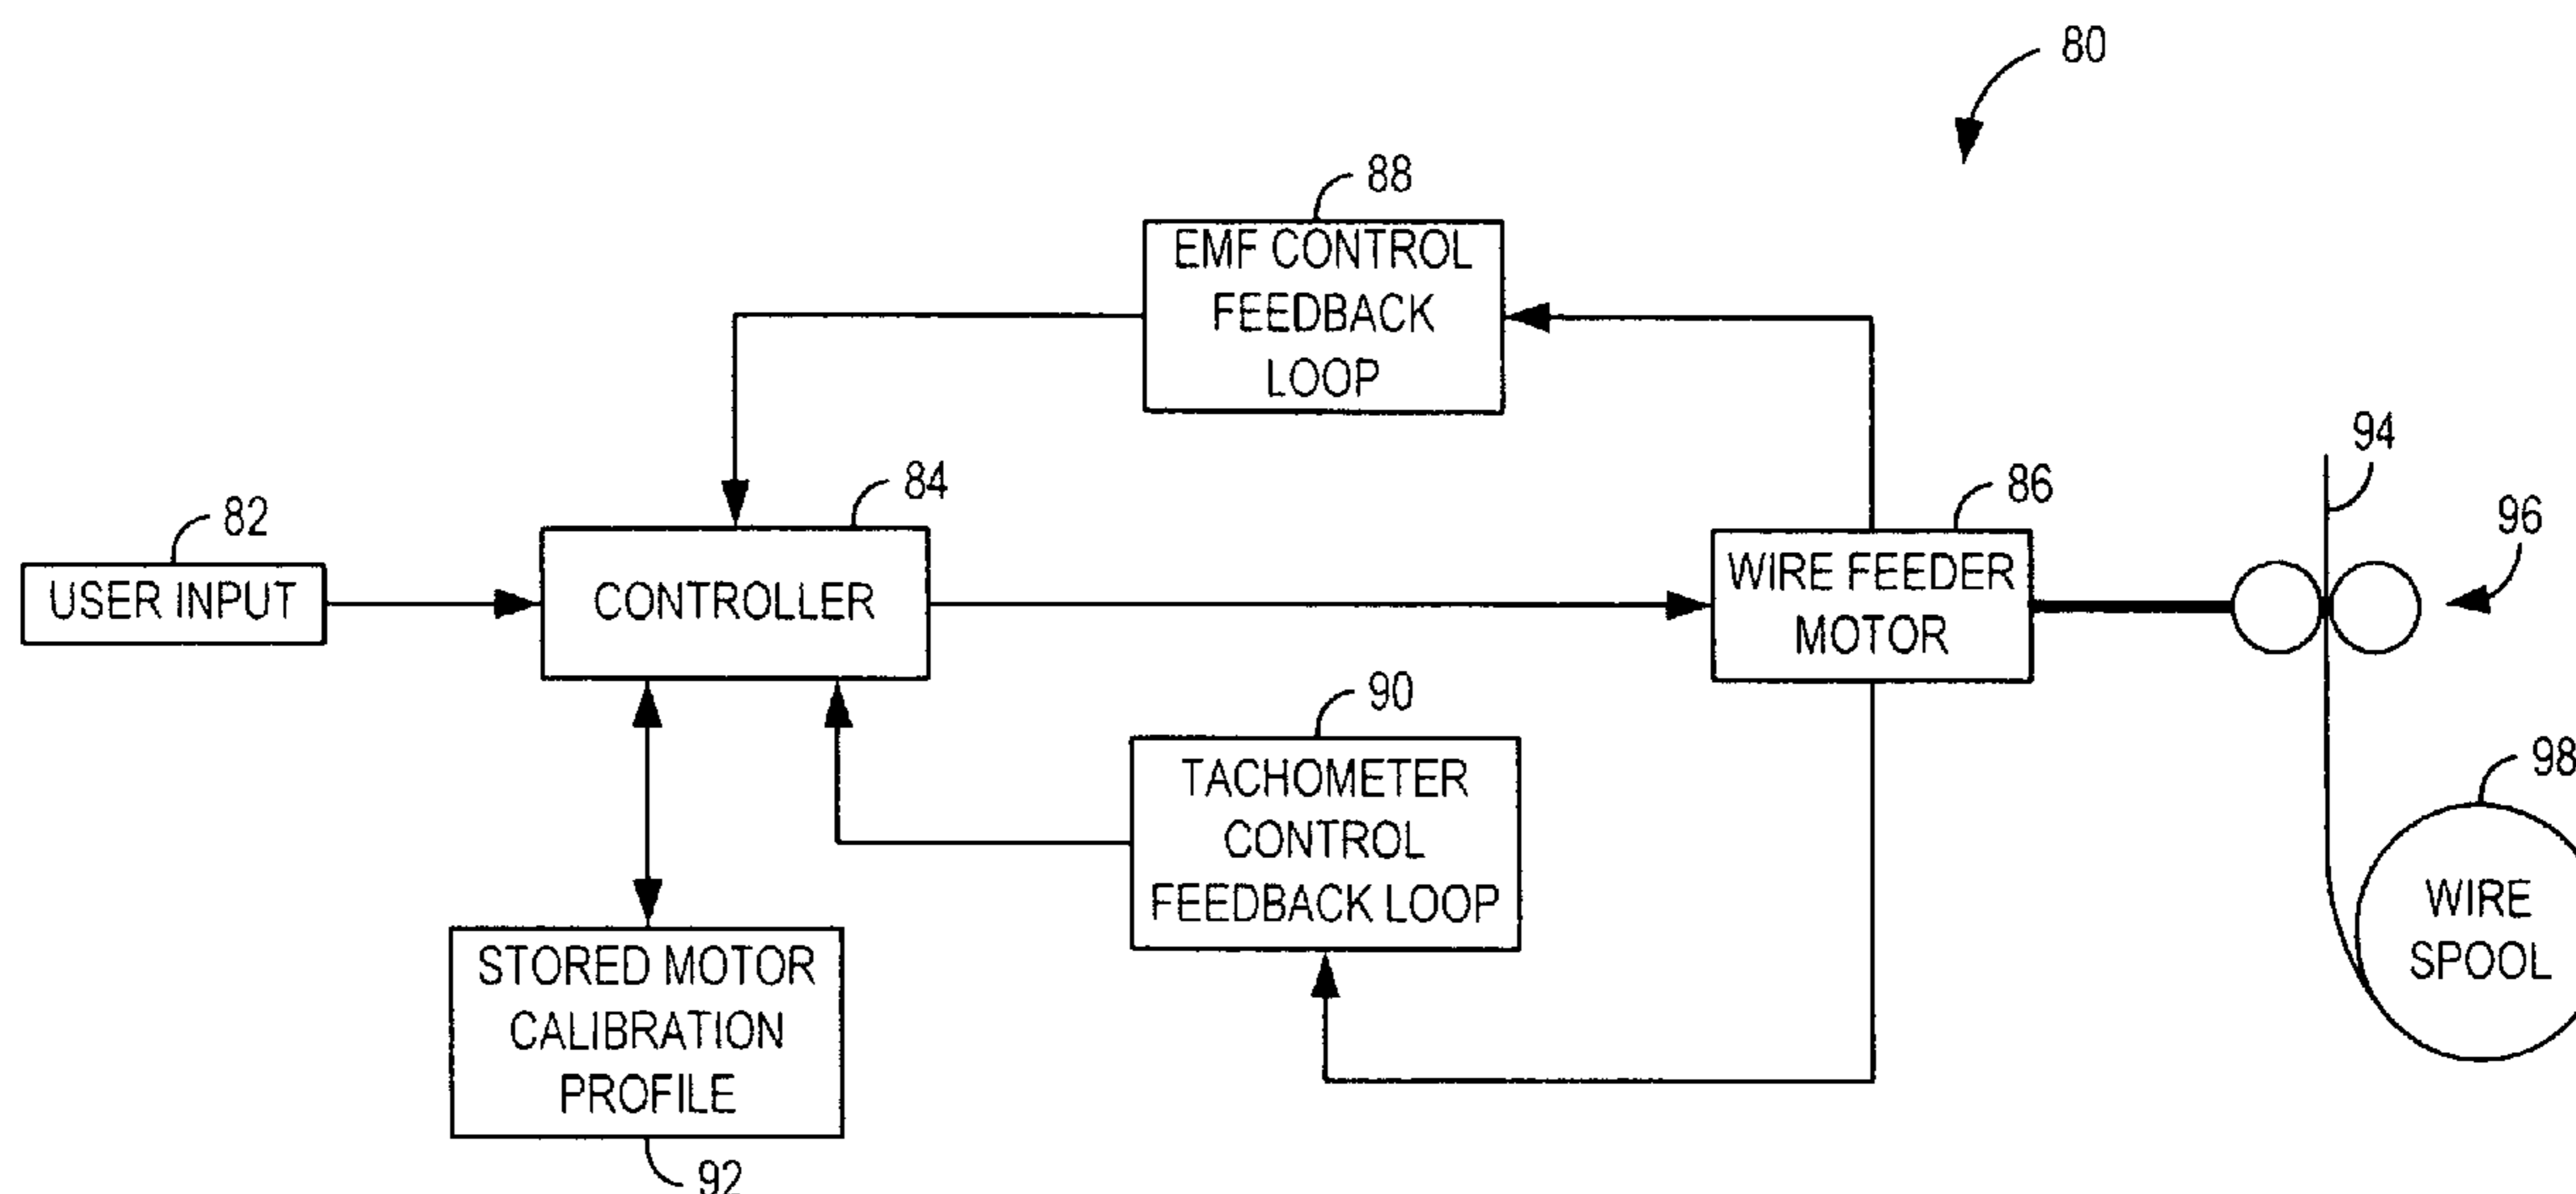 80
88
EMF CONTROL
FEEDBACK
LOOP
94
82
84
86
96
USER INPUT
CONTROLLER
WIRE FEEDER
MOTOR
90
TACHOMETER
CONTROL
FEEDBACK LOOP
98
WIRE
SPOOL
STORED MOTOR
CALIBRATION
PROFILE
92